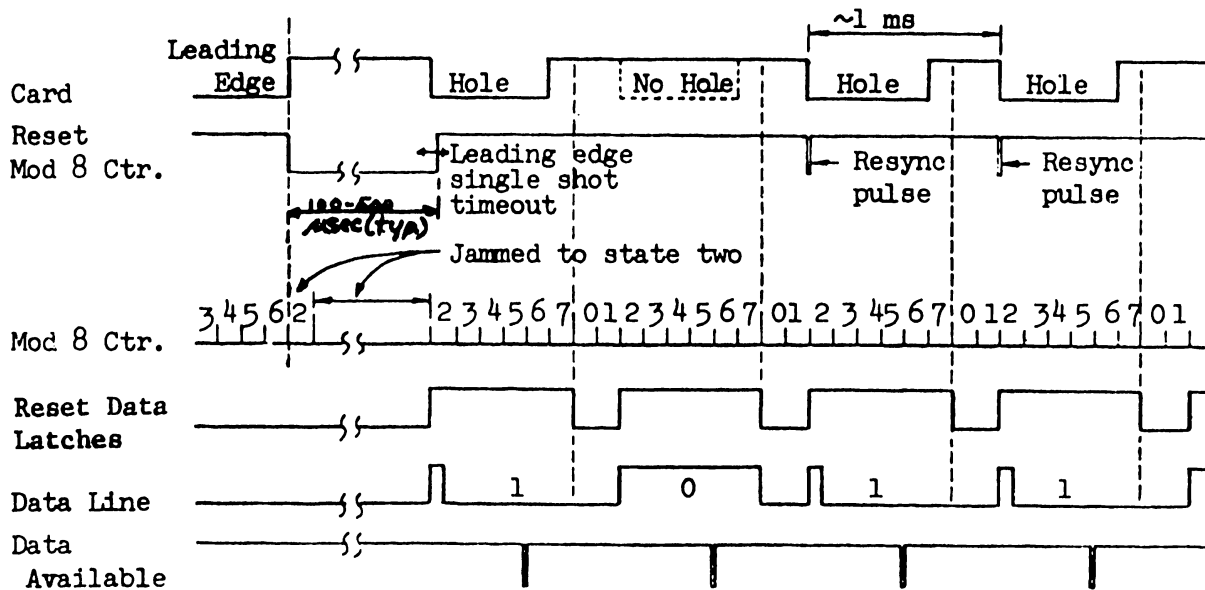 ~1 ms
Leading
Edge
Hole
No Hole
Hole
Hole
Card
Reset
Mod 8 Ctr.
Leading edge
single shot
timeout
Resync
pulse
Resync
pulse
100-500
μsec(typ)
Jammed to state two
3 4 5 6 2 2 3 4 5 6 7 0 1 2 3 4 5 6 7 0 1 2 3 4 5 6 7 0 1 2 3 4 5 6 7 0 1
Mod 8 Ctr.
Reset Data
Latches
Data Line
1 0 1 1
Data
Available